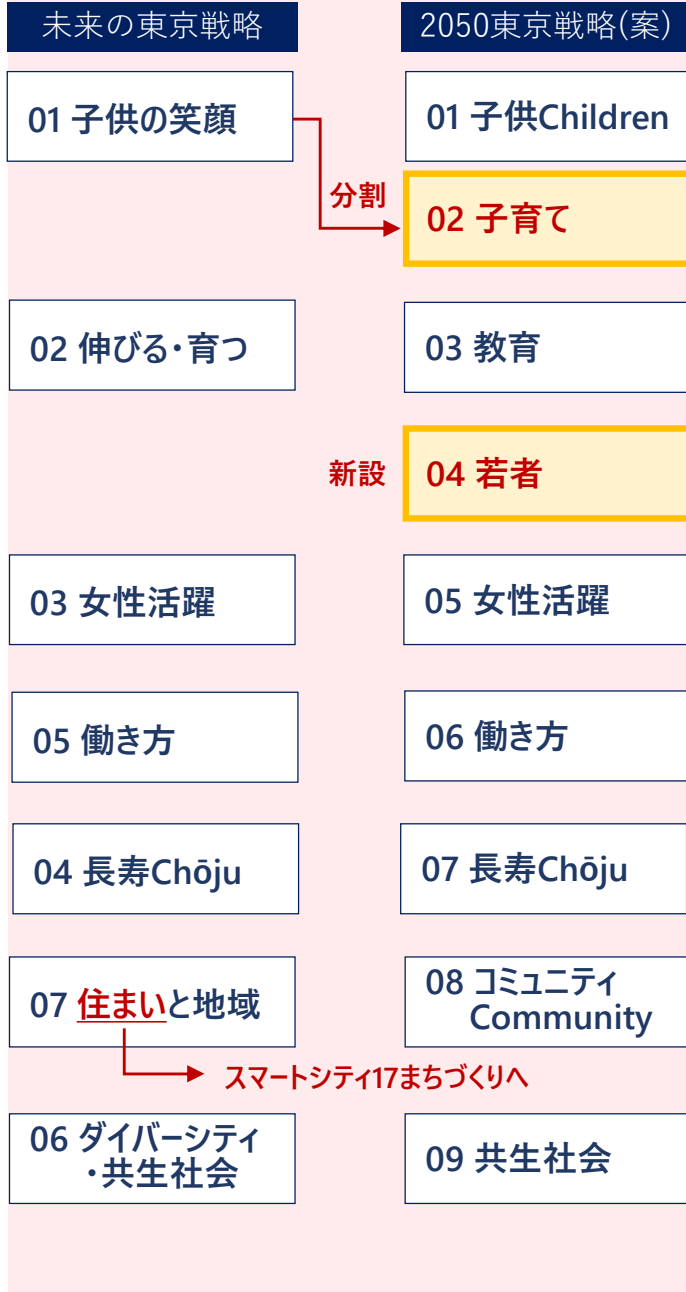 未来の東京戦略
2050東京戦略(案)
01 子供の笑顔
01 子供Children
分割
02 子育て
02 伸びる・育つ
03 教育
新設
04 若者
03 女性活躍
05 女性活躍
05 働き方
06 働き方
04 長寿Chōju
07 長寿Chōju
07 住まいと地域
08 コミュニティ
Community
スマートシティ17まちづくりへ
06 ダイバーシティ
・共生社会
09 共生社会